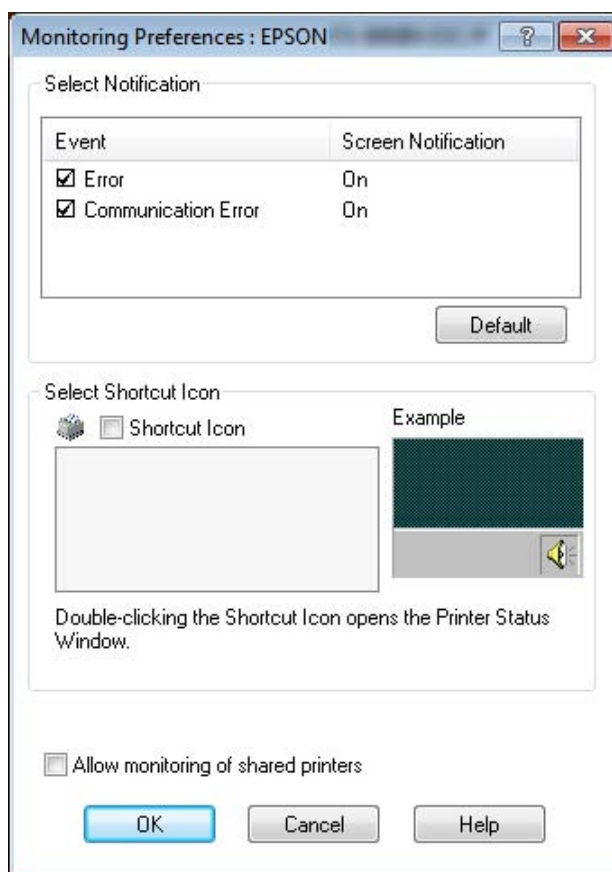 Monitoring Preferences : EPSON
Select Notification
Event Screen Notification
Error On
Communication Error On
Default
Select Shortcut Icon
Shortcut Icon
Example
Double-clicking the Shortcut Icon opens the Printer Status
Window.
Allow monitoring of shared printers
OK Cancel Help